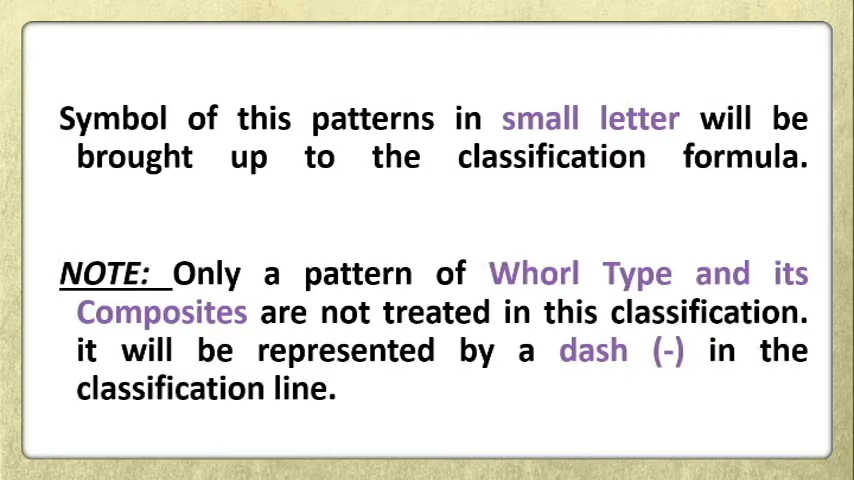 Symbol of this patterns in small letter will be
brought up to the classification formula.
NOTE: Only a pattern of Whorl Type and its
Composites are not treated in this classification.
it will be represented by a dash (-) in the
classification line.